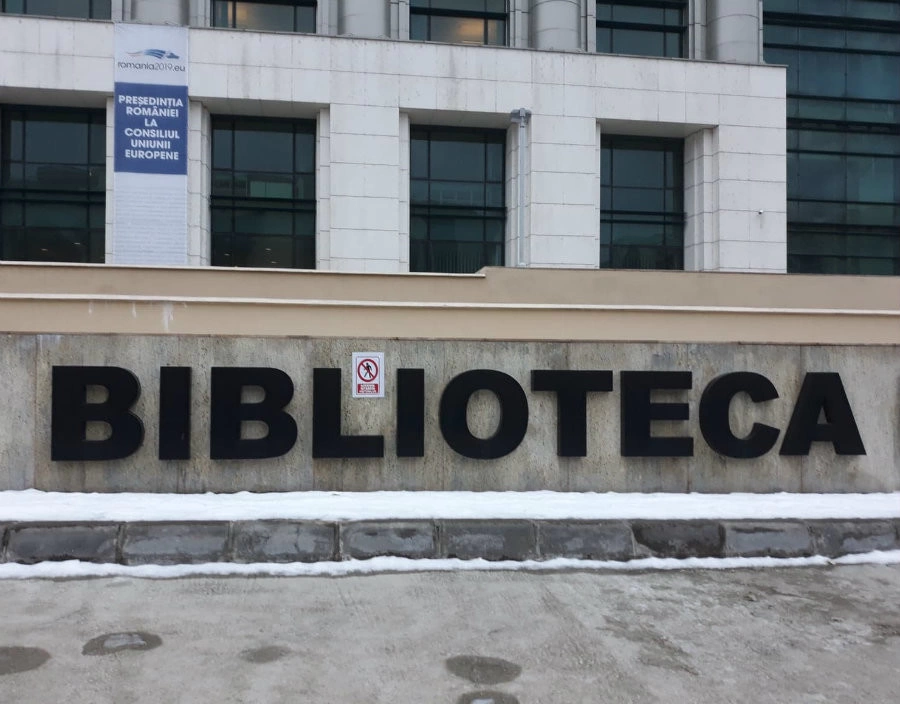 romania2019.eu
PREȘEDINȚIA
ROMÂNIEI
LA
CONSILIUL
UNIUNII
EUROPENE
BIBLIOTECA